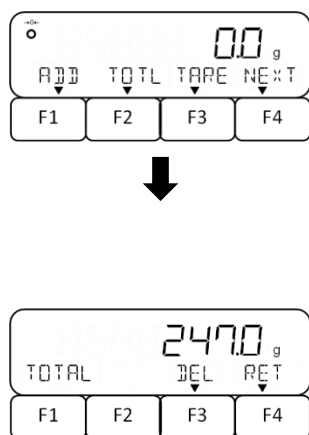 →0←
0.0 g
ADD TOTL TARE NEXT
F1 F2 F3 F4
247.0 g
TOTAL DEL RET
F1 F2 F3 F4